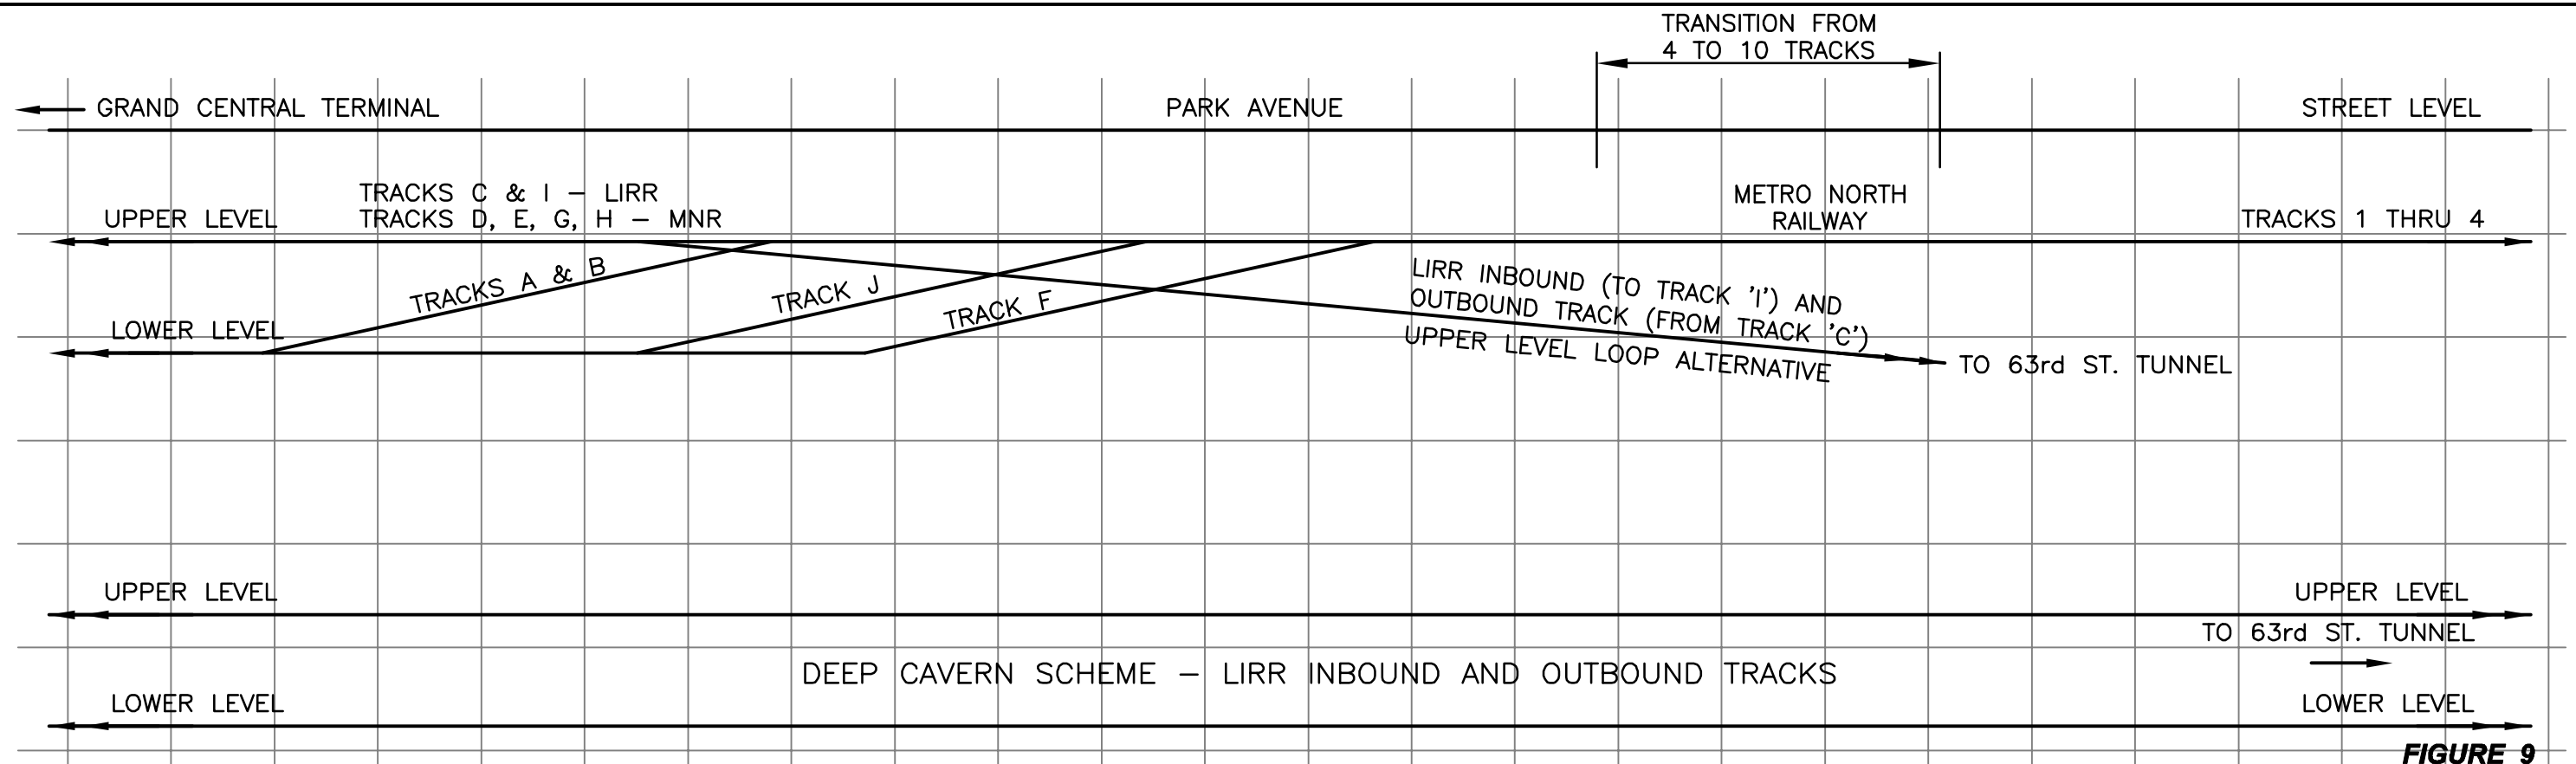 TRANSITION FROM
4 TO 10 TRACKS
GRAND CENTRAL TERMINAL
PARK AVENUE
STREET LEVEL
TRACKS C & I – LIRR
TRACKS D, E, G, H – MNR
UPPER LEVEL
METRO NORTH
RAILWAY
TRACKS 1 THRU 4
TRACKS A & B
TRACK J
TRACK F
LIRR INBOUND (TO TRACK 'I') AND
OUTBOUND TRACK (FROM TRACK 'C')
UPPER LEVEL LOOP ALTERNATIVE
LOWER LEVEL
TO 63rd ST. TUNNEL
UPPER LEVEL
UPPER LEVEL
TO 63rd ST. TUNNEL
DEEP CAVERN SCHEME – LIRR INBOUND AND OUTBOUND TRACKS
LOWER LEVEL
LOWER LEVEL
FIGURE 9